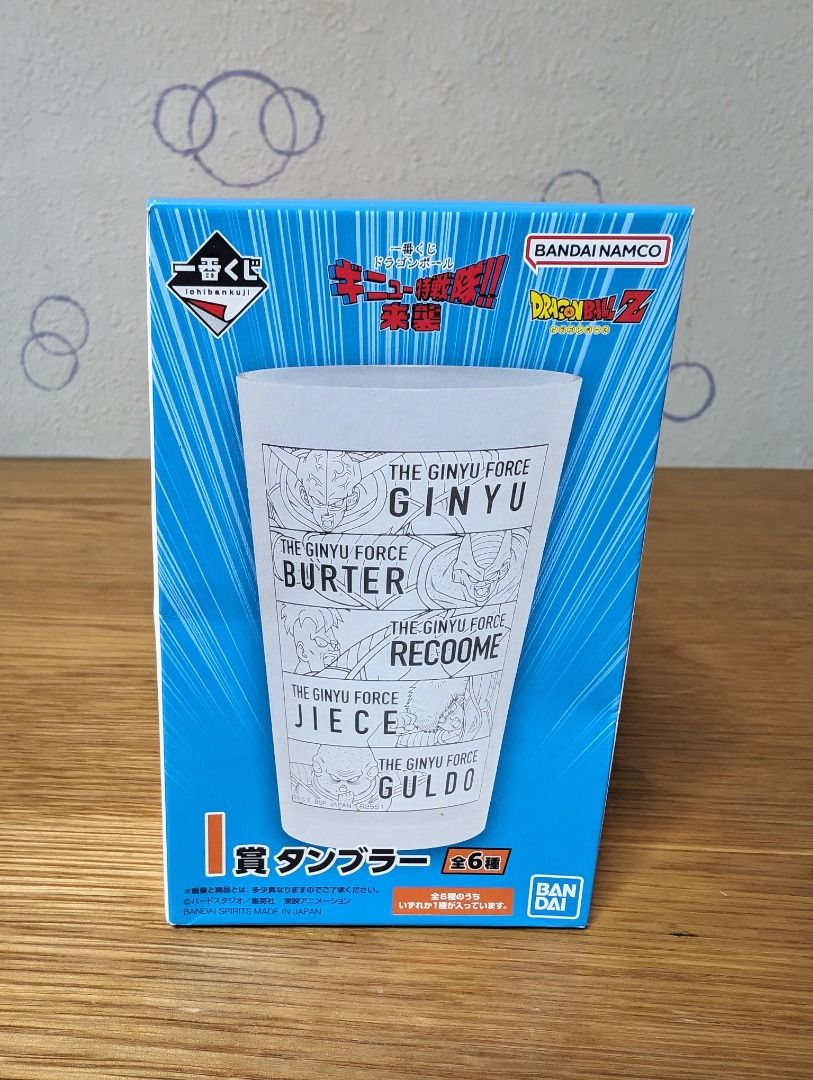 一番くじ
ichibankuji
一番くじ
ドラゴンボール
ギニュー特戦隊!!
来襲
BANDAI NAMCO
DRAGONBALL Z
THE GINYU FORCE
GINYU
THE GINYU FORCE
BURTER
THE GINYU FORCE
RECOOME
THE GINYU FORCE
JIECE
THE GINYU FORCE
GULDO
I賞 タンブラー 全6種
※画像と商品とは、多少異なりますのでご了承ください。
©バードスタジオ/集英社 東映アニメーション
BANDAI SPIRITS MADE IN JAPAN
全6種のうち
いずれか1種が入っています。
BAN
DAI